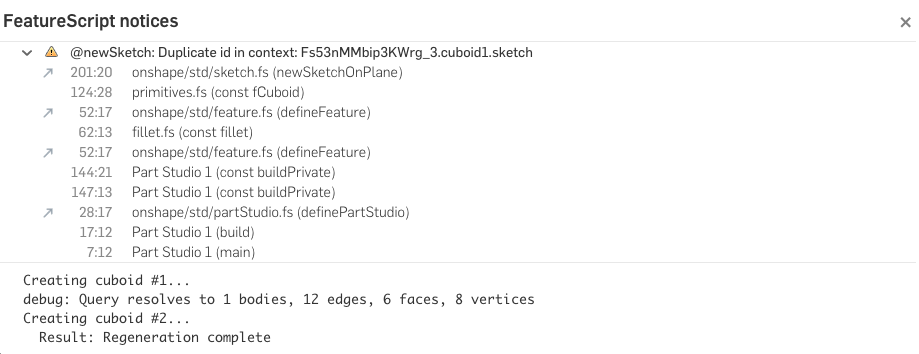 FeatureScript notices
@newSketch: Duplicate id in context: Fs53nMMbip3KWrg_3.cuboid1.sketch
201:20 onshape/std/sketch.fs (newSketchOnPlane)
124:28 primitives.fs (const fCuboid)
52:17 onshape/std/feature.fs (defineFeature)
62:13 fillet.fs (const fillet)
52:17 onshape/std/feature.fs (defineFeature)
144:21 Part Studio 1 (const buildPrivate)
147:13 Part Studio 1 (const buildPrivate)
28:17 onshape/std/partStudio.fs (definePartStudio)
17:12 Part Studio 1 (build)
7:12 Part Studio 1 (main)
Creating cuboid #1...
debug: Query resolves to 1 bodies, 12 edges, 6 faces, 8 vertices
Creating cuboid #2...
Result: Regeneration complete